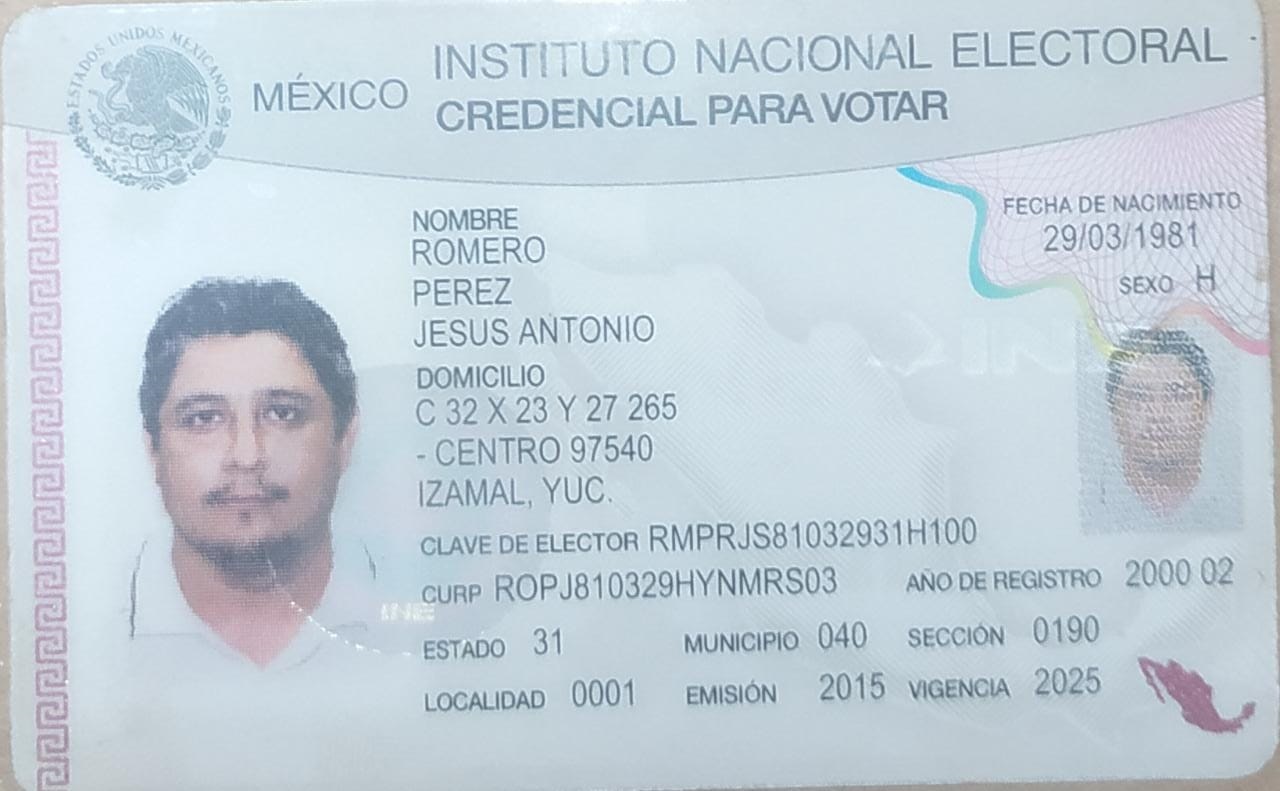 ESTADOS UNIDOS MEXICANOS
MÉXICO
INSTITUTO NACIONAL ELECTORAL
CREDENCIAL PARA VOTAR
FECHA DE NACIMIENTO
29/03/1981
SEXO H
NOMBRE
ROMERO
PEREZ
JESUS ANTONIO
DOMICILIO
C 32 X 23 Y 27 265
- CENTRO 97540
IZAMAL, YUC.
CLAVE DE ELECTOR RMPRJS81032931H100
CURP ROPJ810329HYNMRS03 AÑO DE REGISTRO 2000 02
ESTADO 31 MUNICIPIO 040 SECCIÓN 0190
LOCALIDAD 0001 EMISIÓN 2015 VIGENCIA 2025